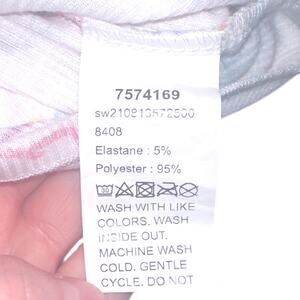 7574169
sw210813672500
8408
Elastane : 5%
Polyester : 95%
WASH WITH LIKE
COLORS. WASH
INSIDE OUT.
MACHINE WASH
COLD. GENTLE
CYCLE. DO NOT